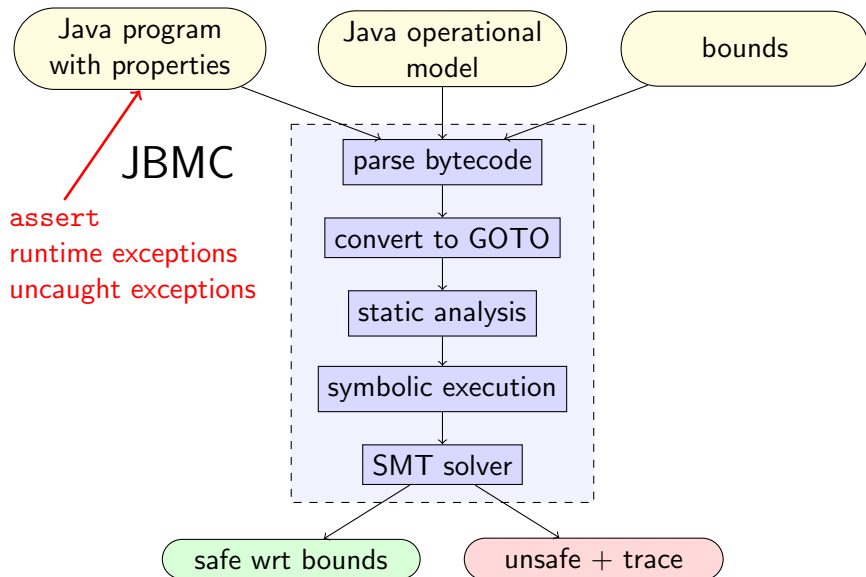 Java program
with properties
Java operational
model
bounds
JBMC
parse bytecode
assert
runtime exceptions
uncaught exceptions
convert to GOTO
static analysis
symbolic execution
SMT solver
safe wrt bounds
unsafe + trace